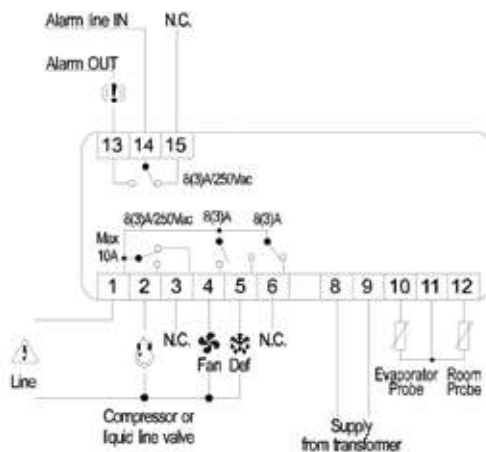 Alarm line IN
N.C.
Alarm OUT
13 14 15
8(3)A/250Vac
8(3)A/250Vac 8(3)A 8(3)A
Max
10A
1 2 3 4 5 6 8 9 10 11 12
N.C. N.C.
Line
Fan Def
Evaporator
Probe
Room
Probe
Compressor or
liquid line valve
Supply
from transformer